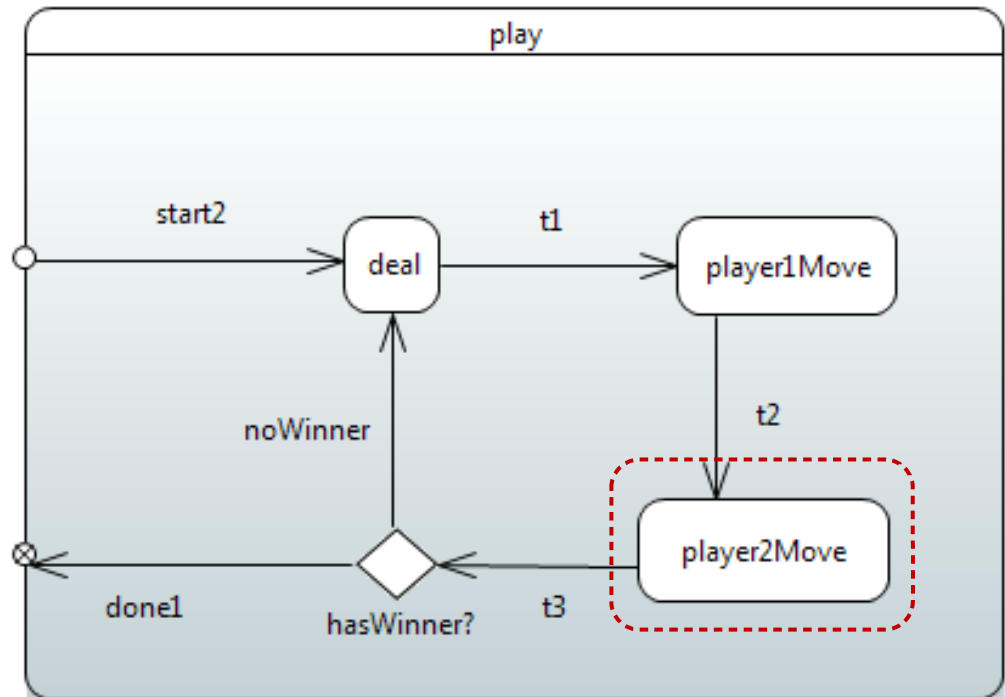 play
start2
t1
deal
player1Move
noWinner
t2
player2Move
done1
hasWinner?
t3